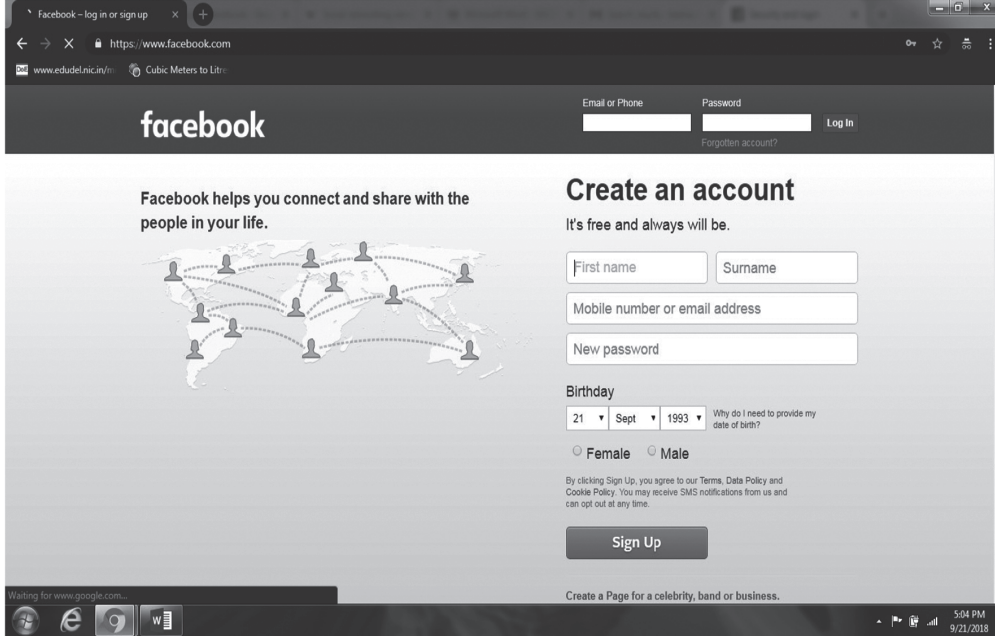 Facebook – log in or sign up
https://www.facebook.com
www.edudel.nic.in/m
Cubic Meters to Litre
facebook
Email or Phone
Password
Log In
Forgotten account?
Facebook helps you connect and share with the
people in your life.
Create an account
It's free and always will be.
First name
Surname
Mobile number or email address
New password
Birthday
21 Sept 1993
Why do I need to provide my
date of birth?
Female Male
By clicking Sign Up, you agree to our Terms, Data Policy and
Cookie Policy. You may receive SMS notifications from us and
can opt out at any time.
Sign Up
Create a Page for a celebrity, band or business.
Waiting for www.google.com...
5:04 PM
9/21/2018